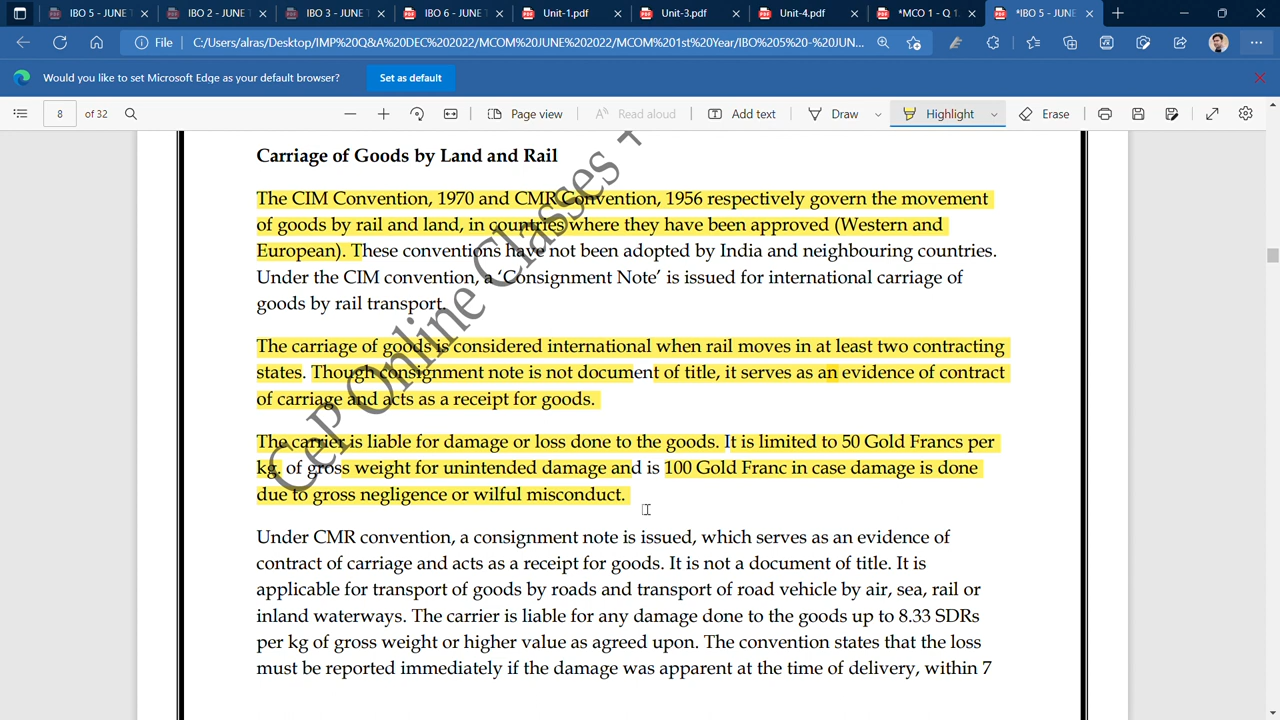 IBO 5 - JUNE T
IBO 2 - JUNE T
IBO 3 - JUNE T
IBO 6 - JUNE T
Unit-1.pdf
Unit-3.pdf
Unit-4.pdf
*MCO 1 - Q 1.
*IBO 5 - JUNE
File C:/Users/alras/Desktop/IMP%20Q&A%20DEC%202022/MCOM%20JUNE%202022/MCOM%201st%20Year/IBO%205%20-%20JUN...
Would you like to set Microsoft Edge as your default browser? Set as default
8 of 32 Page view Read aloud Add text Draw Highlight Erase
Carriage of Goods by Land and Rail
The CIM Convention, 1970 and CMR Convention, 1956 respectively govern the movement
of goods by rail and land, in countries where they have been approved (Western and
European). These conventions have not been adopted by India and neighbouring countries.
Under the CIM convention, a ‘Consignment Note’ is issued for international carriage of
goods by rail transport.
The carriage of goods is considered international when rail moves in at least two contracting
states. Though consignment note is not document of title, it serves as an evidence of contract
of carriage and acts as a receipt for goods.
The carrier is liable for damage or loss done to the goods. It is limited to 50 Gold Francs per
kg. of gross weight for unintended damage and is 100 Gold Franc in case damage is done
due to gross negligence or wilful misconduct.
Under CMR convention, a consignment note is issued, which serves as an evidence of
contract of carriage and acts as a receipt for goods. It is not a document of title. It is
applicable for transport of goods by roads and transport of road vehicle by air, sea, rail or
inland waterways. The carrier is liable for any damage done to the goods up to 8.33 SDRs
per kg of gross weight or higher value as agreed upon. The convention states that the loss
must be reported immediately if the damage was apparent at the time of delivery, within 7
CeP Online Classes +